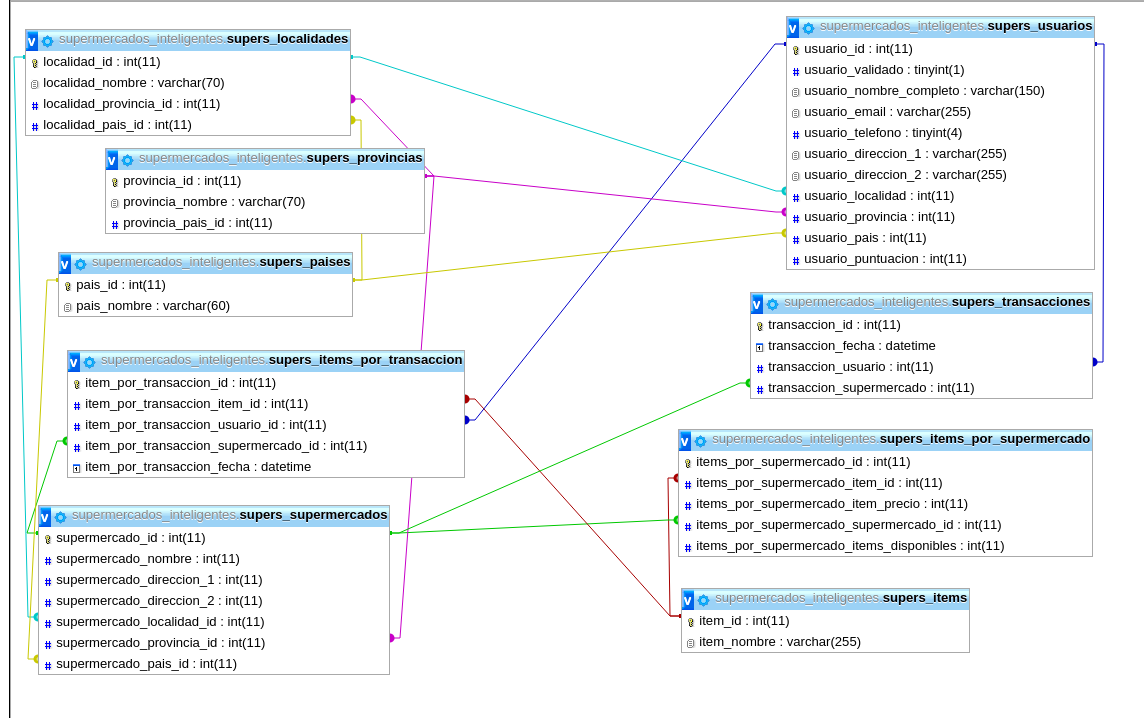 supermercados_inteligentes.supers_localidades
localidad_id : int(11)
localidad_nombre : varchar(70)
localidad_provincia_id : int(11)
localidad_pais_id : int(11)
supermercados_inteligentes.supers_provincias
provincia_id : int(11)
provincia_nombre : varchar(70)
provincia_pais_id : int(11)
supermercados_inteligentes.supers_paises
pais_id : int(11)
pais_nombre : varchar(60)
supermercados_inteligentes.supers_items_por_transaccion
item_por_transaccion_id : int(11)
item_por_transaccion_item_id : int(11)
item_por_transaccion_usuario_id : int(11)
item_por_transaccion_supermercado_id : int(11)
item_por_transaccion_fecha : datetime
supermercados_inteligentes.supers_supermercados
supermercado_id : int(11)
supermercado_nombre : int(11)
supermercado_direccion_1 : int(11)
supermercado_direccion_2 : int(11)
supermercado_localidad_id : int(11)
supermercado_provincia_id : int(11)
supermercado_pais_id : int(11)
supermercados_inteligentes.supers_usuarios
usuario_id : int(11)
usuario_validado : tinyint(1)
usuario_nombre_completo : varchar(150)
usuario_email : varchar(255)
usuario_telefono : tinyint(4)
usuario_direccion_1 : varchar(255)
usuario_direccion_2 : varchar(255)
usuario_localidad : int(11)
usuario_provincia : int(11)
usuario_pais : int(11)
usuario_puntuacion : int(11)
supermercados_inteligentes.supers_transacciones
transaccion_id : int(11)
transaccion_fecha : datetime
transaccion_usuario : int(11)
transaccion_supermercado : int(11)
supermercados_inteligentes.supers_items_por_supermercado
items_por_supermercado_id : int(11)
items_por_supermercado_item_id : int(11)
items_por_supermercado_item_precio : int(11)
items_por_supermercado_supermercado_id : int(11)
items_por_supermercado_items_disponibles : int(11)
supermercados_inteligentes.supers_items
item_id : int(11)
item_nombre : varchar(255)